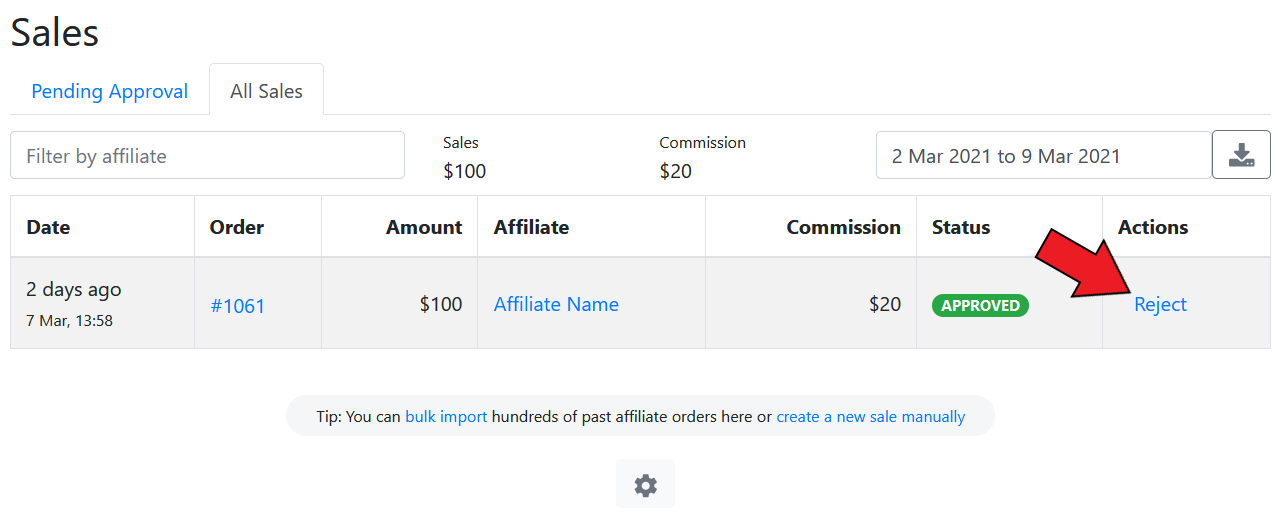 Sales
Pending Approval All Sales
Filter by affiliate Sales Commission 2 Mar 2021 to 9 Mar 2021
$100 $20
Date Order Amount Affiliate Commission Status Actions
2 days ago #1061 $100 Affiliate Name $20 APPROVED Reject
7 Mar, 13:58
Tip: You can bulk import hundreds of past affiliate orders here or create a new sale manually